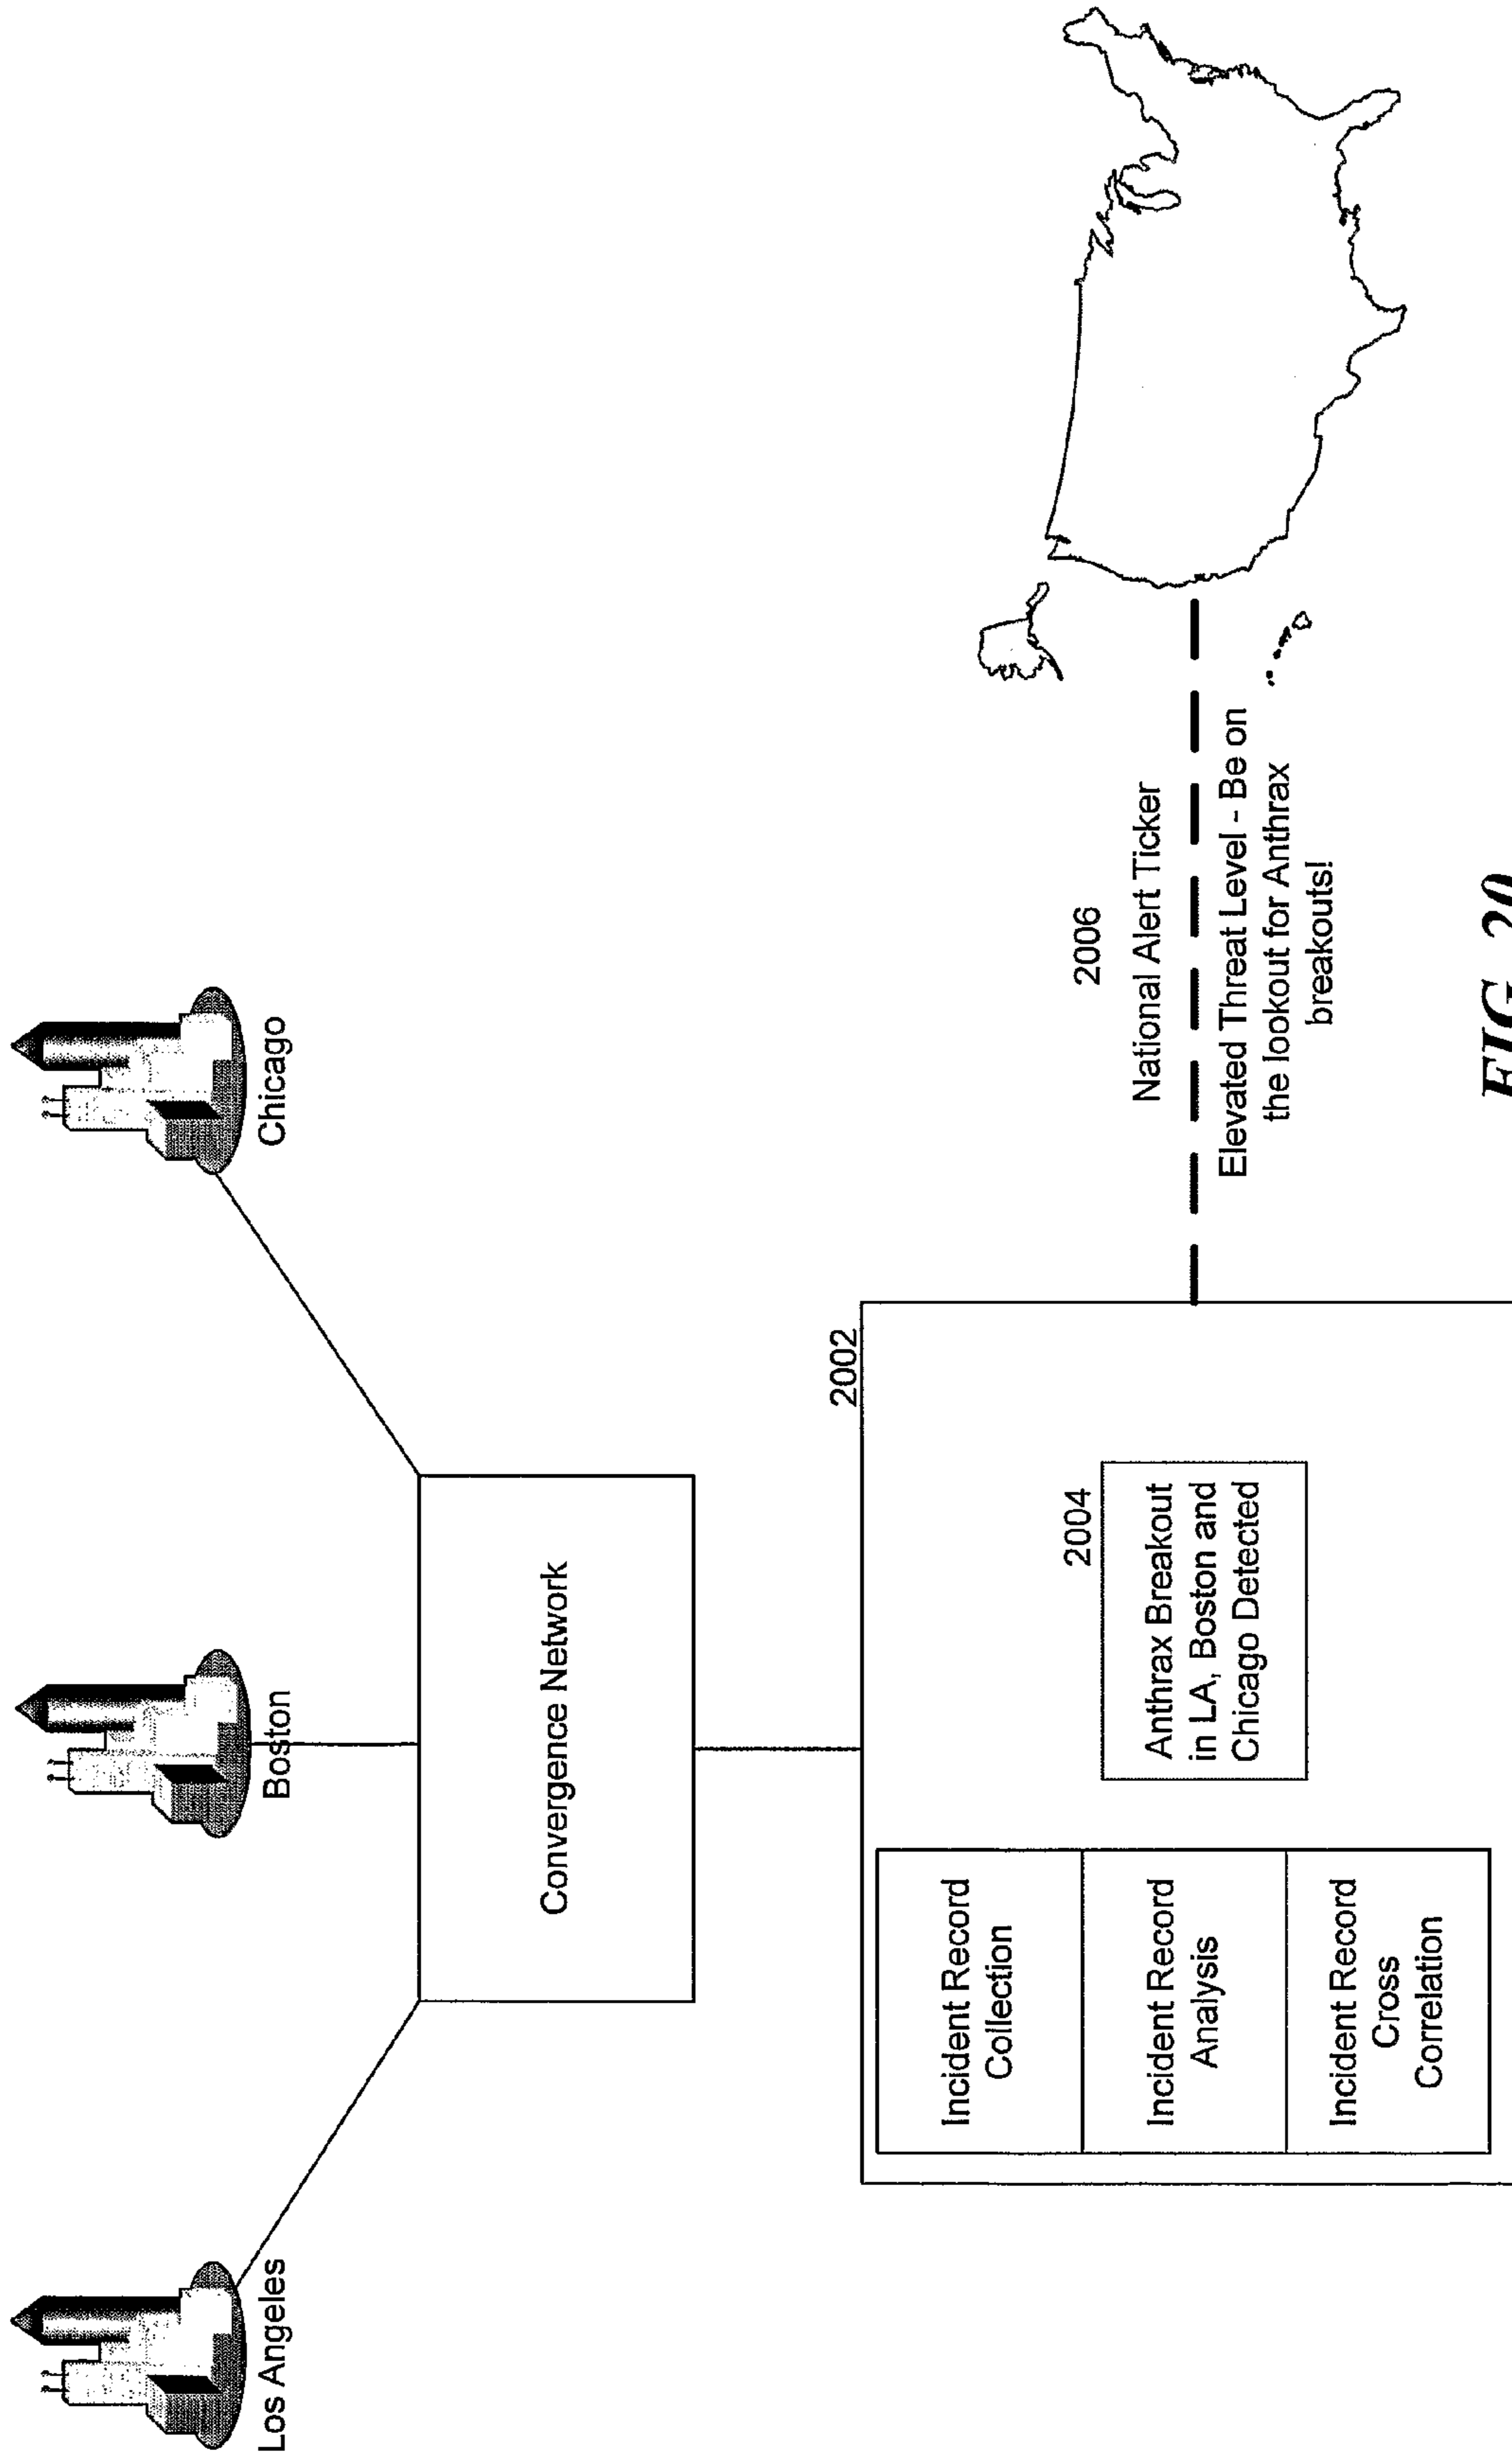 Los Angeles
Boston
Chicago
Convergence Network
2002
Incident Record
Collection
Incident Record
Analysis
Incident Record
Cross
Correlation
2004
Anthrax Breakout
in LA, Boston and
Chicago Detected
2006
National Alert Ticker
Elevated Threat Level - Be on
the lookout for Anthrax
breakouts!
FIG. 20